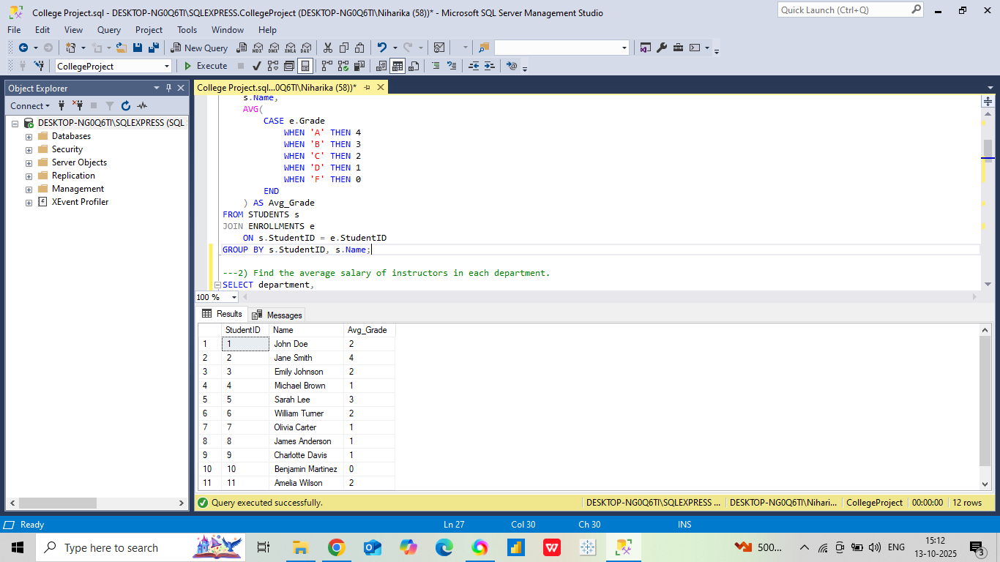 College Project.sql - DESKTOP-NG0Q6TI\SQLEXPRESS.CollegeProject (DESKTOP-NG0Q6TI\Niharika (58))* - Microsoft SQL Server Management Studio
Quick Launch (Ctrl+Q)
File Edit View Query Project Tools Window Help
New Query MDX DMX XMLA DAX
CollegeProject Execute
Object Explorer
College Project.sql...0Q6TI\Niharika (58))*
Connect
DESKTOP-NG0Q6TI\SQLEXPRESS (SQL
Databases
Security
Server Objects
Replication
Management
XEvent Profiler
s.Name,
AVG(
CASE e.Grade
WHEN 'A' THEN 4
WHEN 'B' THEN 3
WHEN 'C' THEN 2
WHEN 'D' THEN 1
WHEN 'F' THEN 0
END
) AS Avg_Grade
FROM STUDENTS s
JOIN ENROLLMENTS e
ON s.StudentID = e.StudentID
GROUP BY s.StudentID, s.Name;
---2) Find the average salary of instructors in each department.
SELECT department,
100 %
Results Messages
StudentID Name Avg_Grade
1 1 John Doe 2
2 2 Jane Smith 4
3 3 Emily Johnson 2
4 4 Michael Brown 1
5 5 Sarah Lee 3
6 6 William Turner 2
7 7 Olivia Carter 1
8 8 James Anderson 1
9 9 Charlotte Davis 1
10 10 Benjamin Martinez 0
11 11 Amelia Wilson 2
Query executed successfully. DESKTOP-NG0Q6TI\SQLEXPRESS ... DESKTOP-NG0Q6TI\Nihari... CollegeProject 00:00:00 12 rows
Ready Ln 27 Col 30 Ch 30 INS
Type here to search 500... ENG 15:12
13-10-2025 3